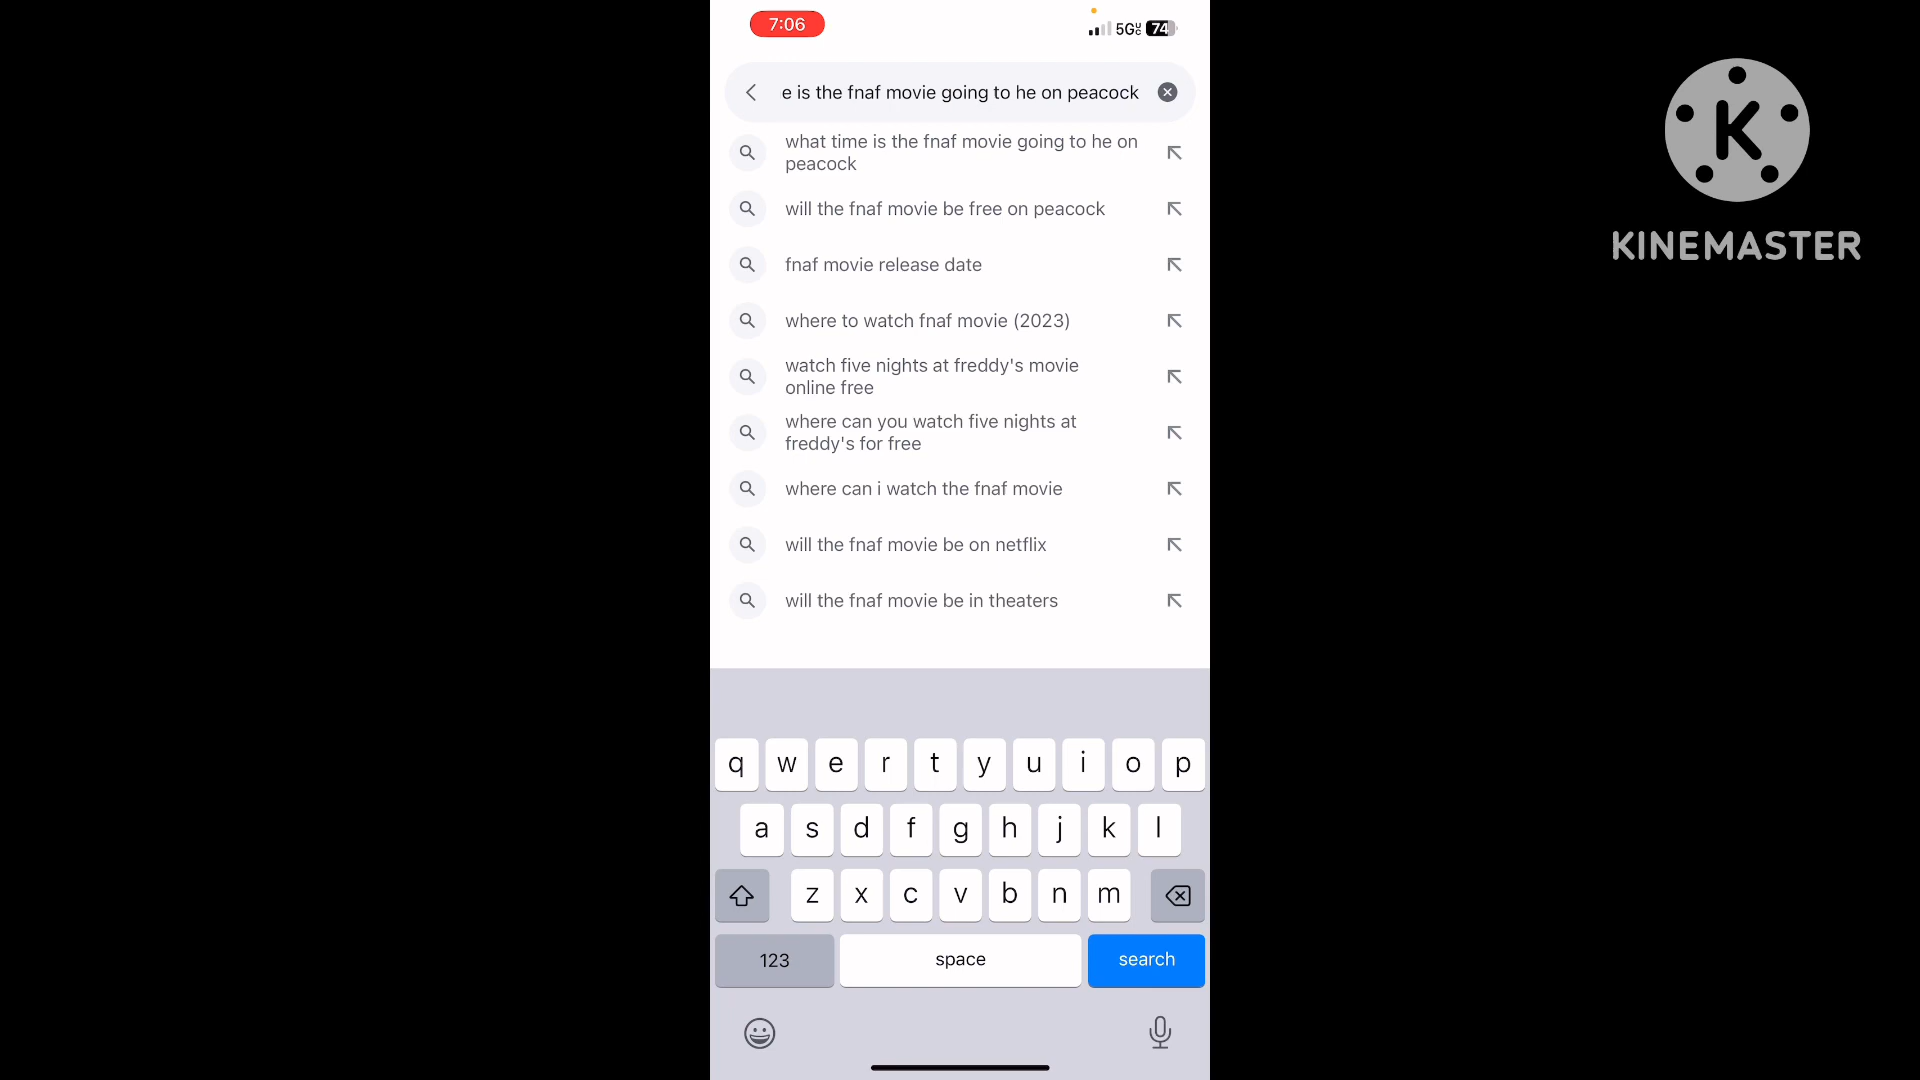 7:06
5G UC 74
e is the fnaf movie going to he on peacock
what time is the fnaf movie going to he on
peacock
will the fnaf movie be free on peacock
fnaf movie release date
where to watch fnaf movie (2023)
watch five nights at freddy's movie
online free
where can you watch five nights at
freddy's for free
where can i watch the fnaf movie
will the fnaf movie be on netflix
will the fnaf movie be in theaters
q w e r t y u i o p
a s d f g h j k l
z x c v b n m
123 space search
K
KINEMASTER